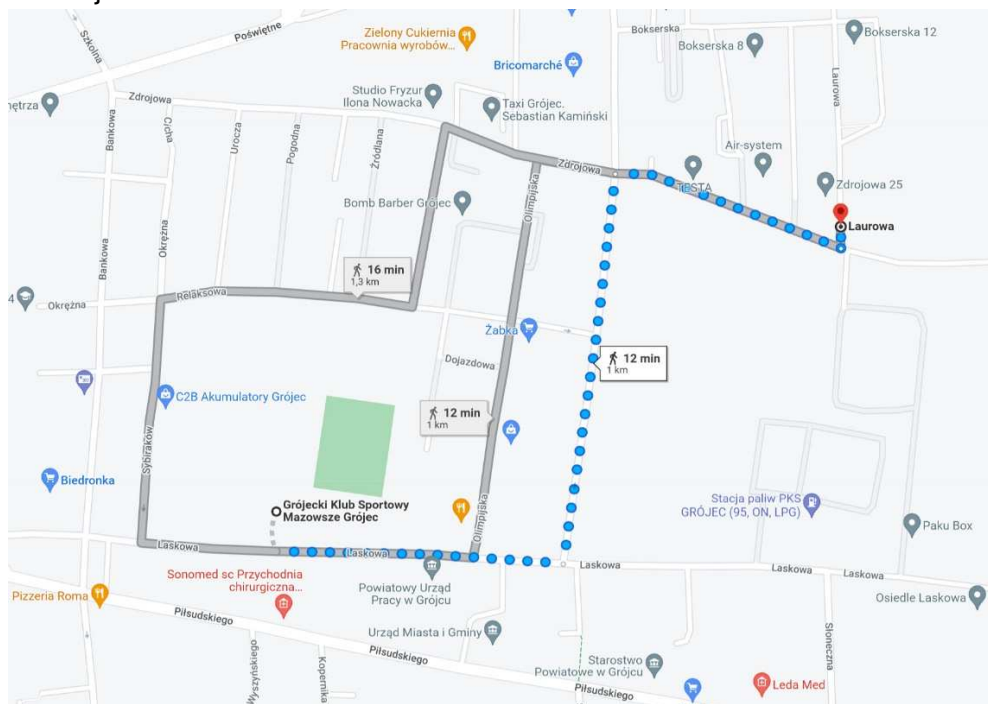 Szkolna
Poświętne
Zielony Cukiernia
Pracownia wyrobów...
Bricomarché
Bokserska
Bokserska 8
Bokserska 12
Laurowa
Studio Fryzur
Ilona Nowacka
Taxi Grójec.
Sebastian Kamiński
Zdrojowa
Bankowa
Cicha
Urocza
Pogodna
Źródlana
Air-system
Zdrojowa
TESTA
Zdrojowa 25
Bomb Barber Grójec
Olimpijska
Laurowa
Okrężna
Bankowa
16 min
1,3 km
4
Okrężna
Relaksowa
Żabka
Dojazdowa
12 min
1 km
C2B Akumulatory Grójec
12 min
1 km
Sybiraków
Biedronka
Grójecki Klub Sportowy
Mazowsze Grójec
Olimpijska
Stacja paliw PKS
GRÓJEC (95, ON, LPG)
Paku Box
Laskowa
Laskowa
Laskowa
Laskowa
Laskowa
Sonomed sc Przychodnia
chirurgiczna...
Powiatowy Urząd
Pracy w Grójcu
Pizzeria Roma
Osiedle Laskowa
Piłsudskiego
Urząd Miasta i Gminy
Słoneczna
Wyszyńskiego
Kopernika
Piłsudskiego
Starostwo
Powiatowe w Grójcu
Piłsudskiego
Leda Med